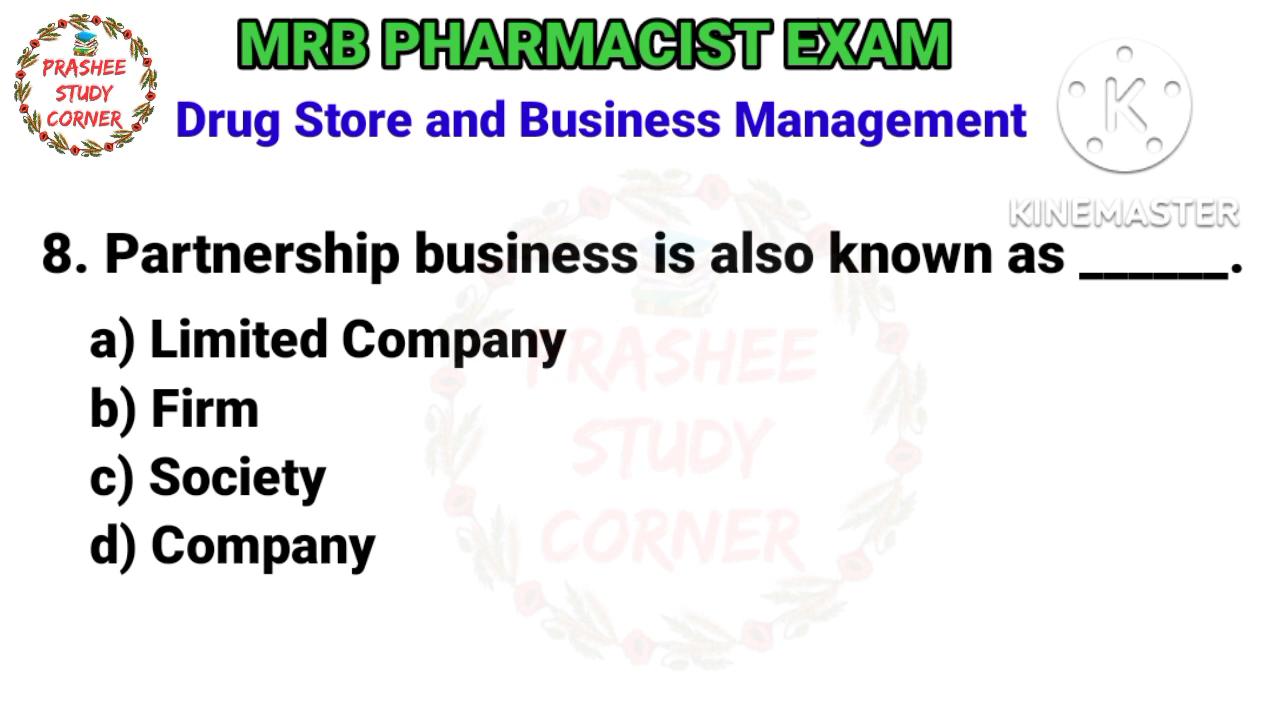 PRASHEE
STUDY
CORNER
MRB PHARMACIST EXAM
Drug Store and Business Management
K
KINEMASTER
8. Partnership business is also known as ______.
a) Limited Company
b) Firm
c) Society
d) Company
PRASHEE
STUDY
CORNER